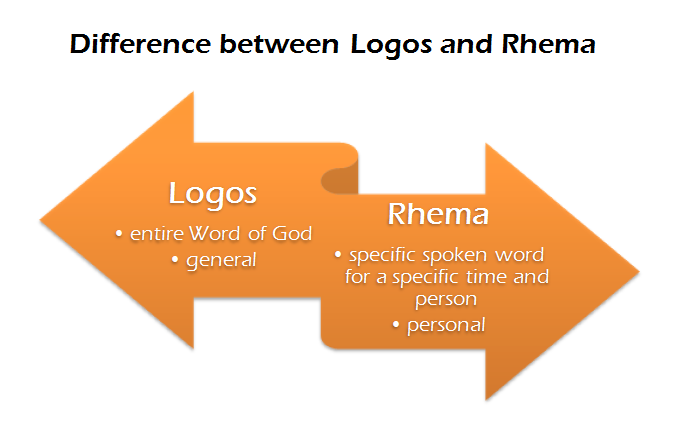 Difference between Logos and Rhema
Logos
• entire Word of God
• general
Rhema
• specific spoken word
for a specific time and
person
• personal